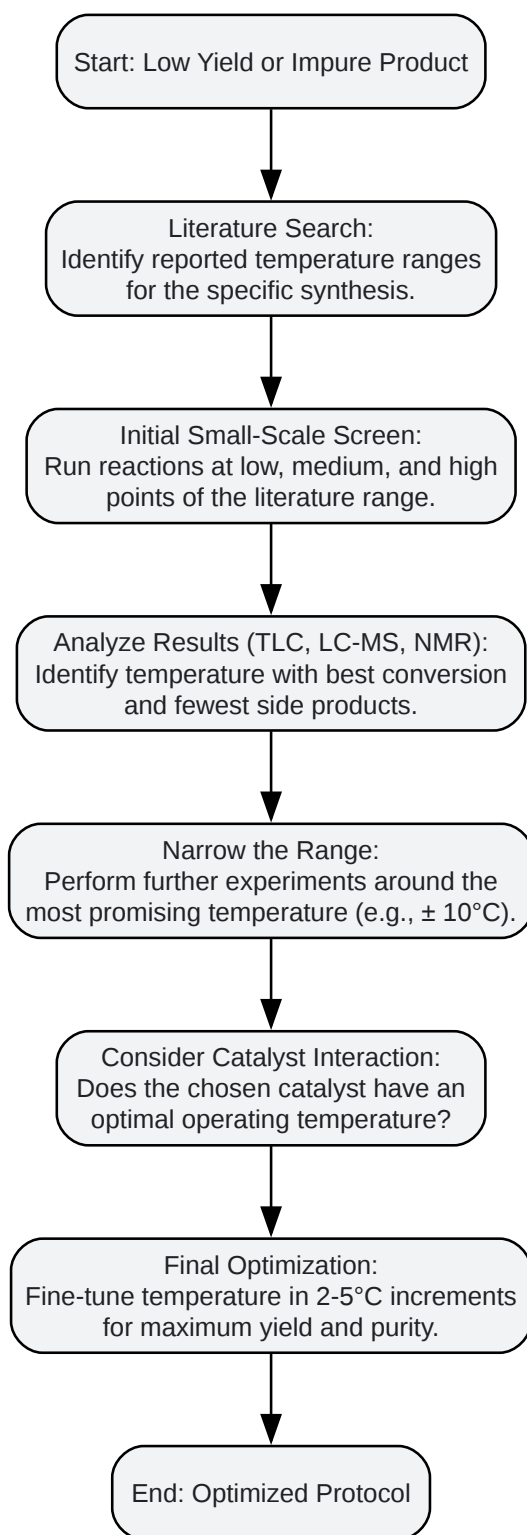 Start: Low Yield or Impure Product
Literature Search:
Identify reported temperature ranges
for the specific synthesis.
Initial Small-Scale Screen:
Run reactions at low, medium, and high
points of the literature range.
Analyze Results (TLC, LC-MS, NMR):
Identify temperature with best conversion
and fewest side products.
Narrow the Range:
Perform further experiments around the
most promising temperature (e.g., ± 10°C).
Consider Catalyst Interaction:
Does the chosen catalyst have an
optimal operating temperature?
Final Optimization:
Fine-tune temperature in 2-5°C increments
for maximum yield and purity.
End: Optimized Protocol